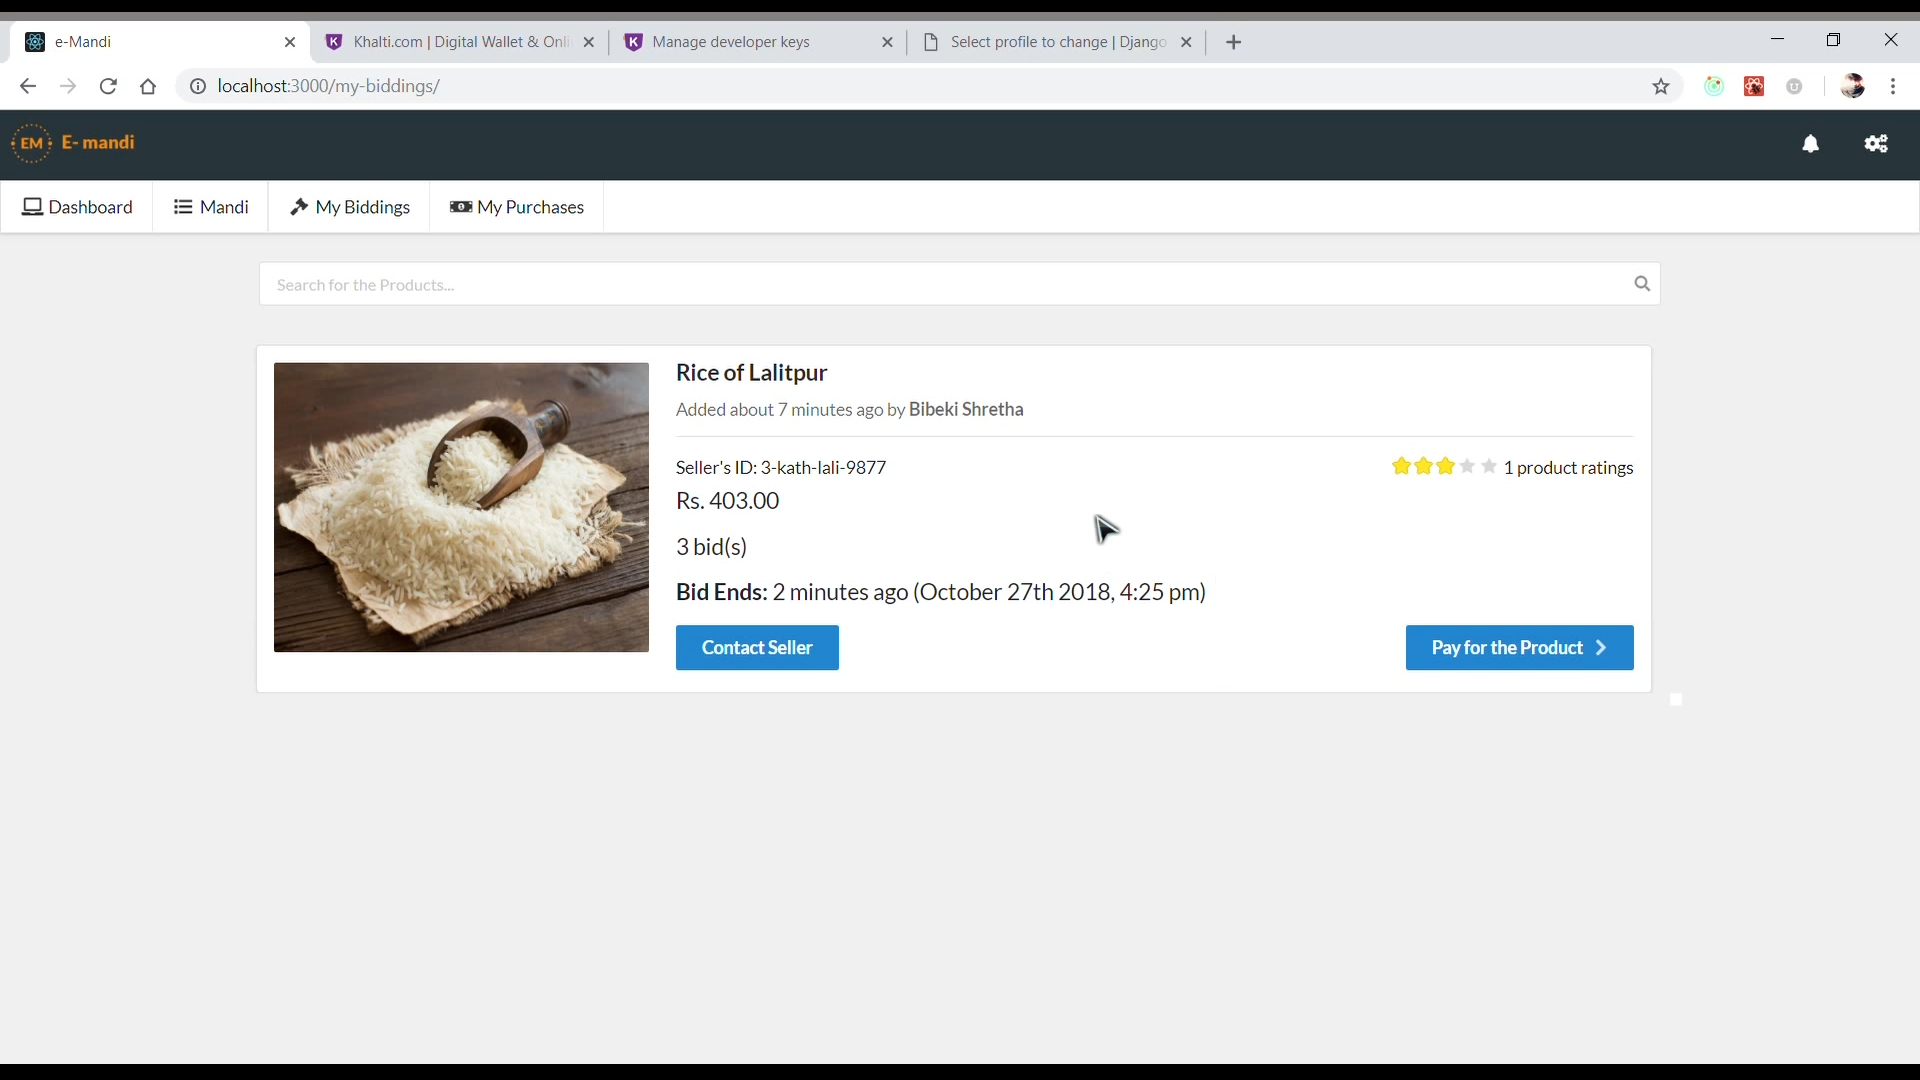 e-Mandi
Khalti.com | Digital Wallet & Onli
Manage developer keys
Select profile to change | Django
localhost:3000/my-biddings/
EM E- mandi
Dashboard
Mandi
My Biddings
My Purchases
Search for the Products...
Rice of Lalitpur
Added about 7 minutes ago by Bibeki Shretha
Seller's ID: 3-kath-lali-9877
1 product ratings
Rs. 403.00
3 bid(s)
Bid Ends: 2 minutes ago (October 27th 2018, 4:25 pm)
Contact Seller
Pay for the Product